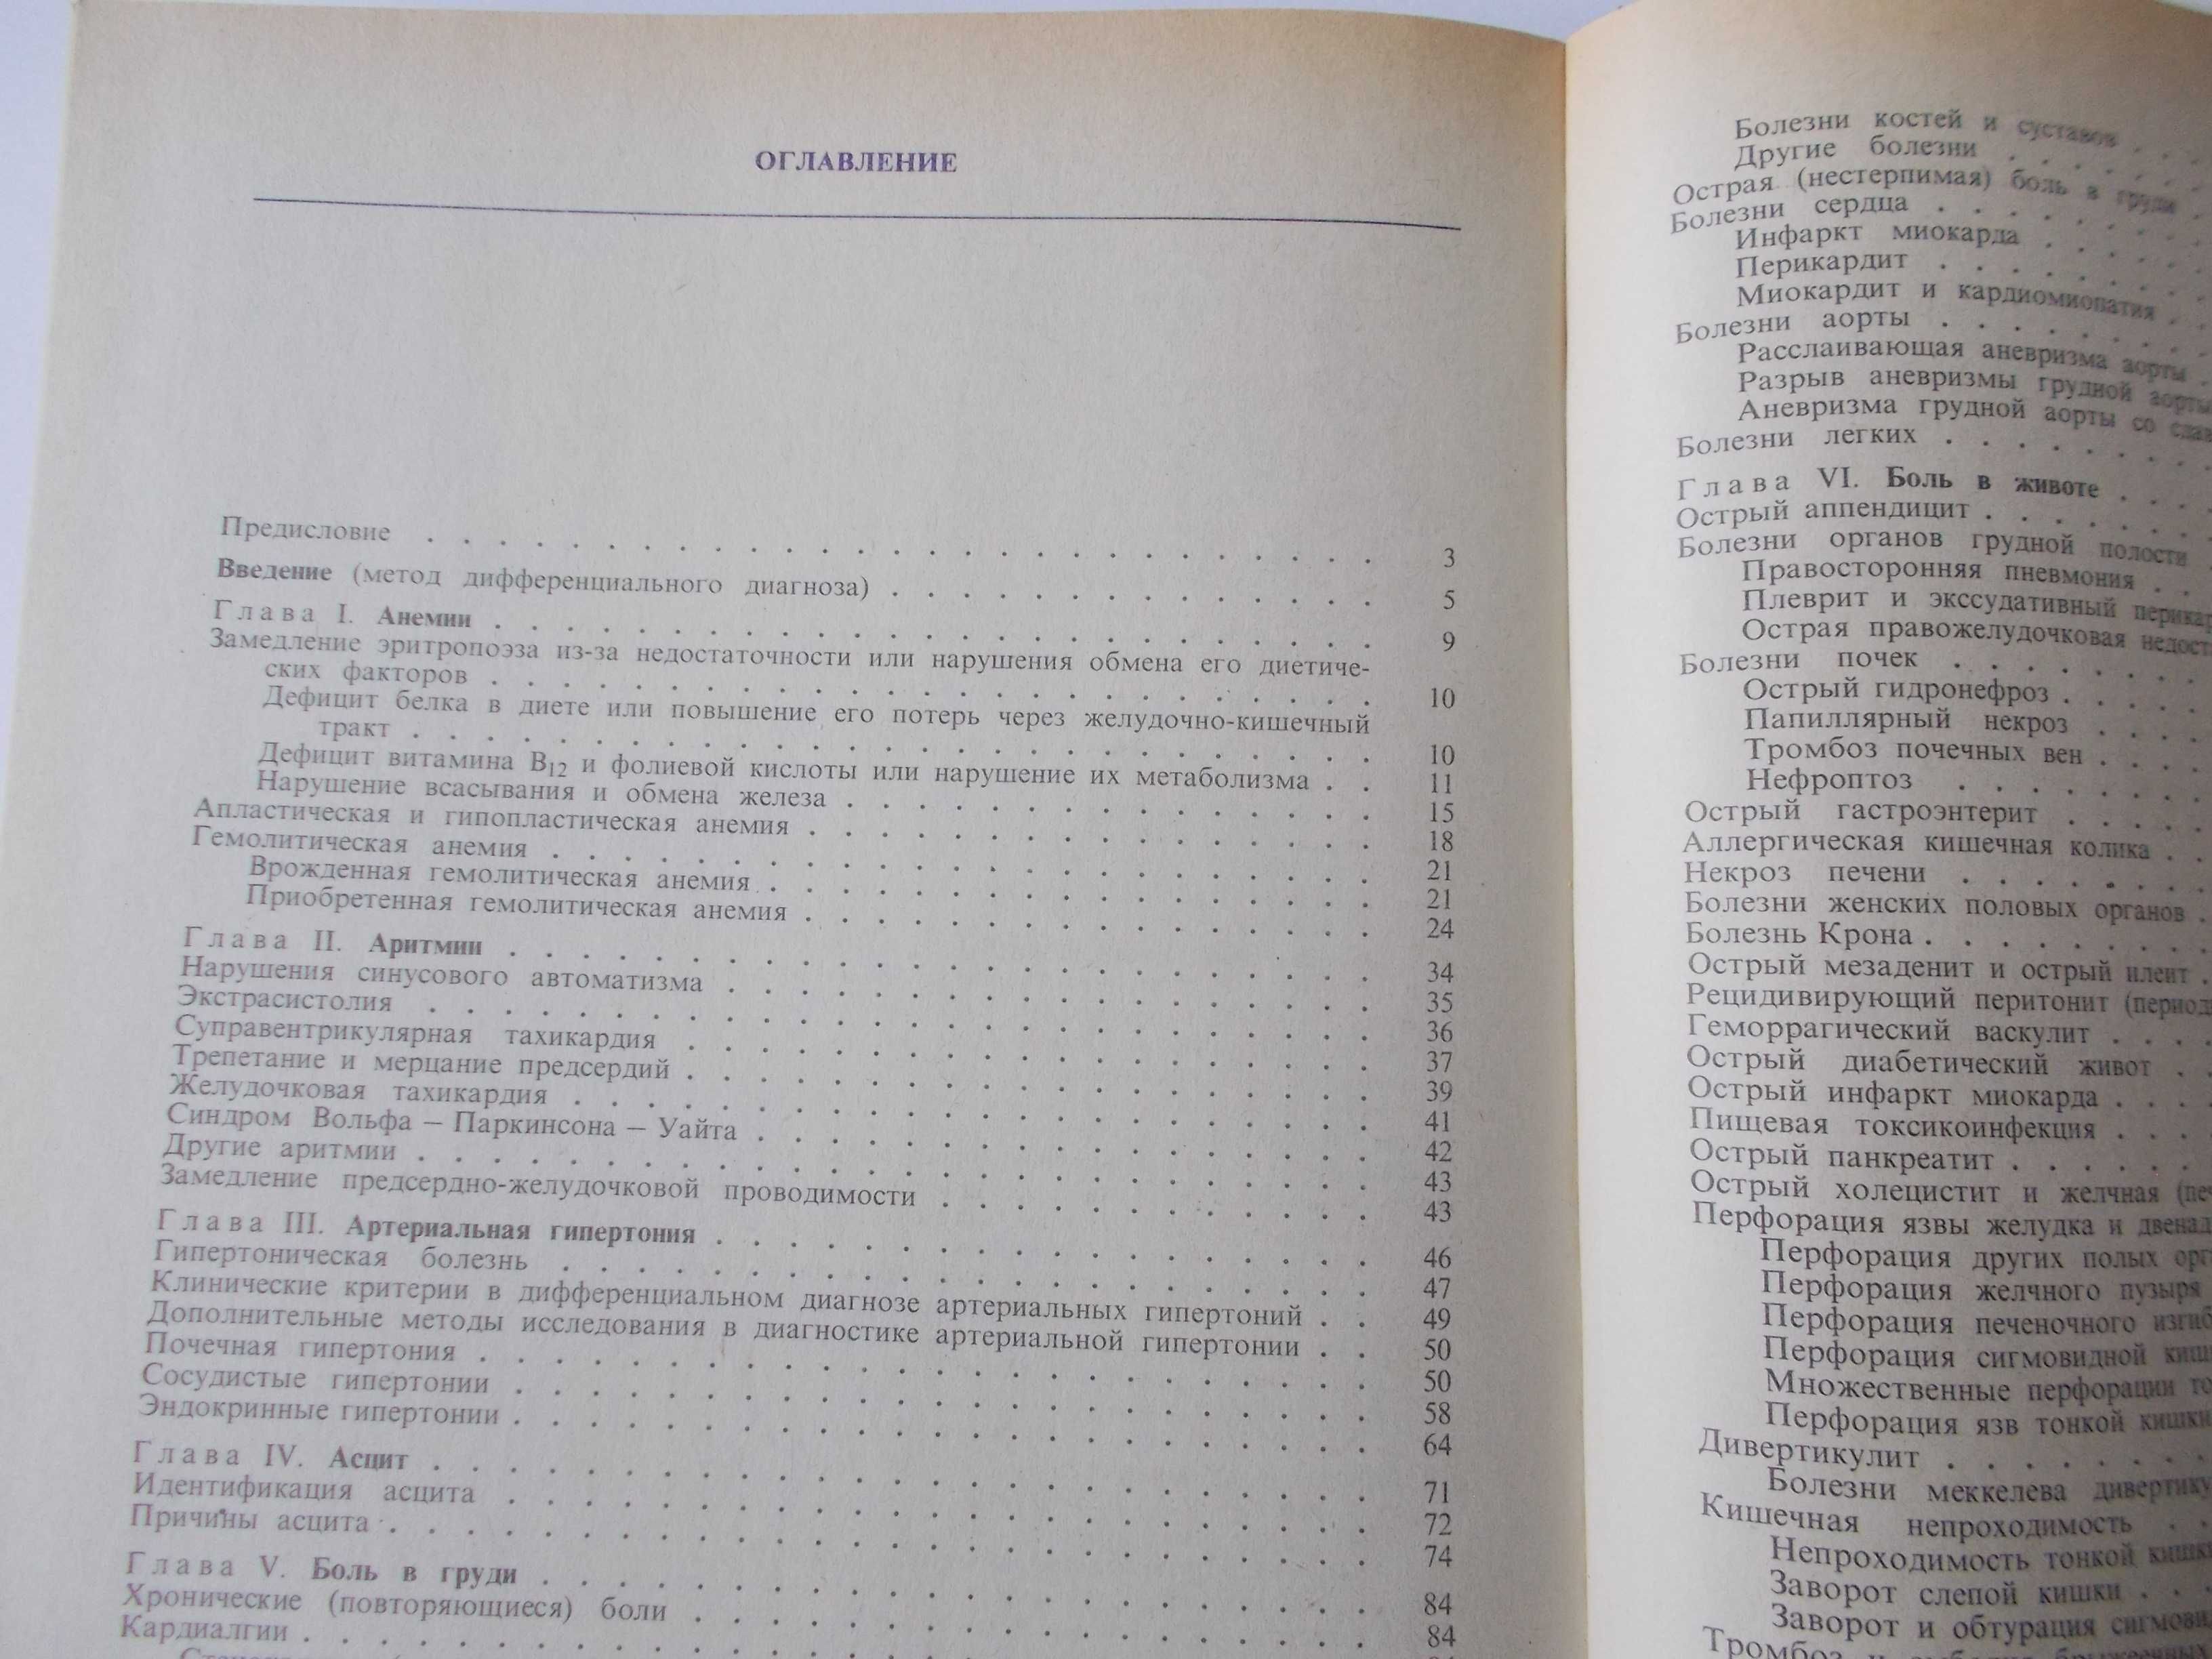 ОГЛАВЛЕНИЕ
Предисловие . . . . . . . . . . . . . . . . . . . . . . . . . . . 3
Введение (метод дифференциального диагноза) . . . . . . . . . . . . . . 5
Глава I. Анемии . . . . . . . . . . . . . . . . . . . . . . . . . 9
Замедление эритропоэза из-за недостаточности или нарушения обмена его диетиче-
ских факторов . . . . . . . . . . . . . . . . . . . . . . . . . 10
Дефицит белка в диете или повышение его потерь через желудочно-кишечный
тракт . . . . . . . . . . . . . . . . . . . . . . . . . . . 10
Дефицит витамина B12 и фолиевой кислоты или нарушение их метаболизма . . 11
Нарушение всасывания и обмена железа . . . . . . . . . . . . . . . 15
Апластическая и гипопластическая анемия . . . . . . . . . . . . . . . . 18
Гемолитическая анемия . . . . . . . . . . . . . . . . . . . . . . . 21
Врожденная гемолитическая анемия . . . . . . . . . . . . . . . . . 21
Приобретенная гемолитическая анемия . . . . . . . . . . . . . . . . 24
Глава II. Аритмии . . . . . . . . . . . . . . . . . . . . . . . . 34
Нарушения синусового автоматизма . . . . . . . . . . . . . . . . . . 35
Экстрасистолия . . . . . . . . . . . . . . . . . . . . . . . . . . 36
Суправентрикулярная тахикардия . . . . . . . . . . . . . . . . . . . 37
Трепетание и мерцание предсердий . . . . . . . . . . . . . . . . . . . 39
Желудочковая тахикардия . . . . . . . . . . . . . . . . . . . . . . 41
Синдром Вольфа – Паркинсона – Уайта . . . . . . . . . . . . . . . . . 42
Другие аритмии . . . . . . . . . . . . . . . . . . . . . . . . . . 43
Замедление предсердно-желудочковой проводимости . . . . . . . . . . . . 43
Глава III. Артериальная гипертония . . . . . . . . . . . . . . . . . . 46
Гипертоническая болезнь . . . . . . . . . . . . . . . . . . . . . . 47
Клинические критерии в дифференциальном диагнозе артериальных гипертоний . . 49
Дополнительные методы исследования в диагностике артериальной гипертонии . . 50
Почечная гипертония . . . . . . . . . . . . . . . . . . . . . . . . 50
Сосудистые гипертонии . . . . . . . . . . . . . . . . . . . . . . . 58
Эндокринные гипертонии . . . . . . . . . . . . . . . . . . . . . . . 64
Глава IV. Асцит . . . . . . . . . . . . . . . . . . . . . . . . . 71
Идентификация асцита . . . . . . . . . . . . . . . . . . . . . . . 72
Причины асцита . . . . . . . . . . . . . . . . . . . . . . . . . . 74
Глава V. Боль в груди . . . . . . . . . . . . . . . . . . . . . . . 84
Хронические (повторяющиеся) боли . . . . . . . . . . . . . . . . . . 84
Кардиалгии . . . . . . . . . . . . . . . . . . . . . . . . . . . .
Болезни костей и суставов . . .
Другие болезни . . . . . .
Острая (нестерпимая) боль в груди .
Болезни сердца . . . . . . . .
Инфаркт миокарда . . . . .
Перикардит . . . . . . . .
Миокардит и кардиомиопатия . .
Болезни аорты . . . . . . . .
Расслаивающая аневризма аорты .
Разрыв аневризмы грудной аорты
Аневризма грудной аорты со
Болезни легких . . . . . . . .
Глава VI. Боль в животе . . . .
Острый аппендицит . . . . . . .
Болезни органов грудной полости .
Правосторонняя пневмония . .
Плеврит и экссудативный
Острая правожелудочковая
Болезни почек . . . . . . . .
Острый гидронефроз . . . . .
Папиллярный некроз . . . .
Тромбоз почечных вен . . . .
Нефроптоз . . . . . . . .
Острый гастроэнтерит . . . . .
Аллергическая кишечная колика . .
Некроз печени . . . . . . . .
Болезни женских половых органов .
Болезнь Крона . . . . . . . . .
Острый мезаденит и острый илеит .
Рецидивирующий перитонит
Геморрагический васкулит . . . .
Острый диабетический живот . .
Острый инфаркт миокарда . . . .
Пищевая токсикоинфекция . . . .
Острый панкреатит . . . . . . .
Острый холецистит и желчная
Перфорация язвы желудка и
Перфорация других полых
Перфорация желчного пузыря
Перфорация печеночного
Перфорация сигмовидной
Множественные перфорации
Перфорация язв тонкой кишки
Дивертикулит . . . . . . . .
Болезни меккелева
Кишечная непроходимость . .
Непроходимость тонкой кишки
Заворот слепой кишки . . .
Заворот и обтурация
Тромбоз и